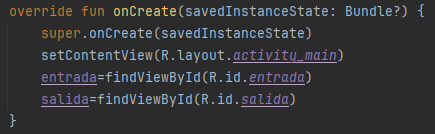 override fun onCreate(savedInstanceState: Bundle?) {
    super.onCreate(savedInstanceState)
    setContentView(R.layout.activity_main)
    entrada=findViewById(R.id.entrada)
    salida=findViewById(R.id.salida)
}